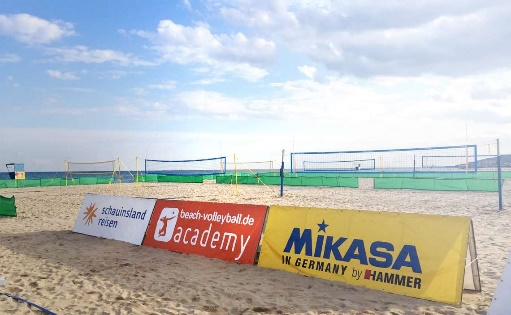 schauinsland
reisen
beach-volleyball.de
academy
MIKASA
IN GERMANY by HAMMER